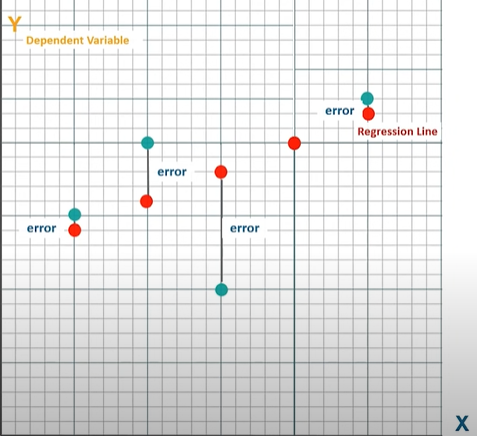 Y
Dependent Variable
error
Regression Line
error
error
error
X